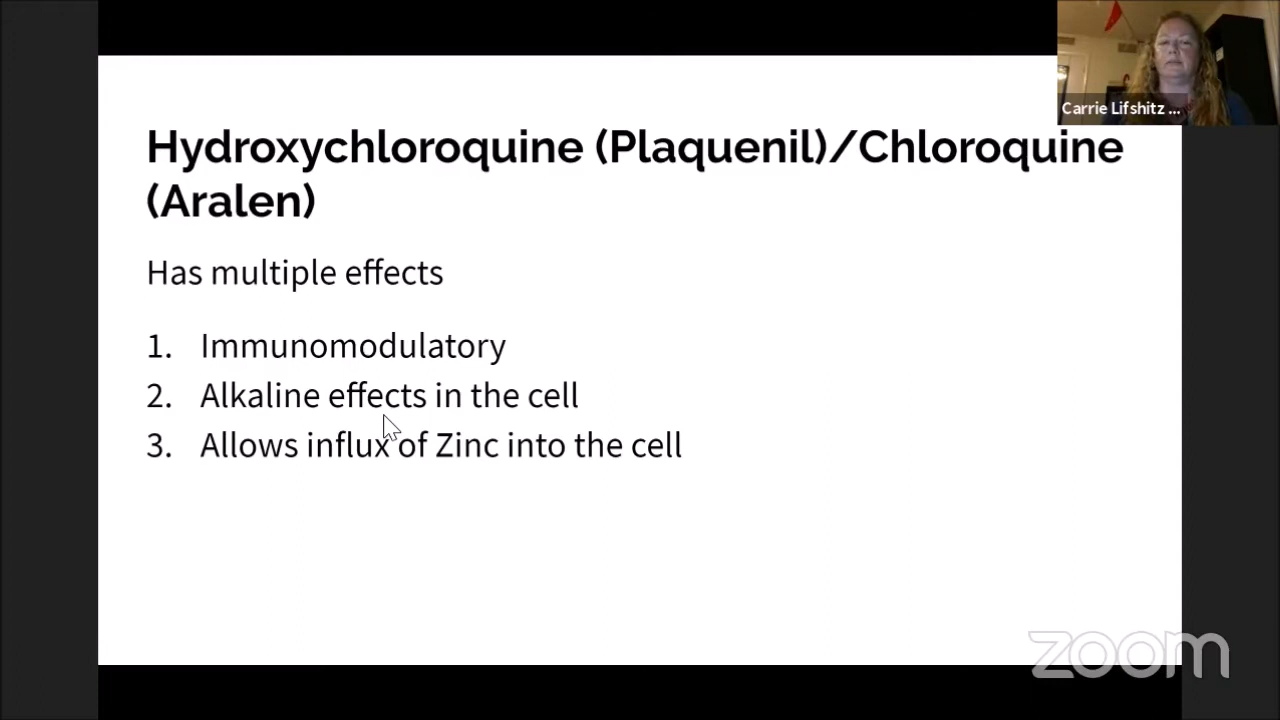 Carrie Lifshitz ...
Hydroxychloroquine (Plaquenil)/Chloroquine
(Aralen)
Has multiple effects
1. Immunomodulatory
2. Alkaline effects in the cell
3. Allows influx of Zinc into the cell
zoom